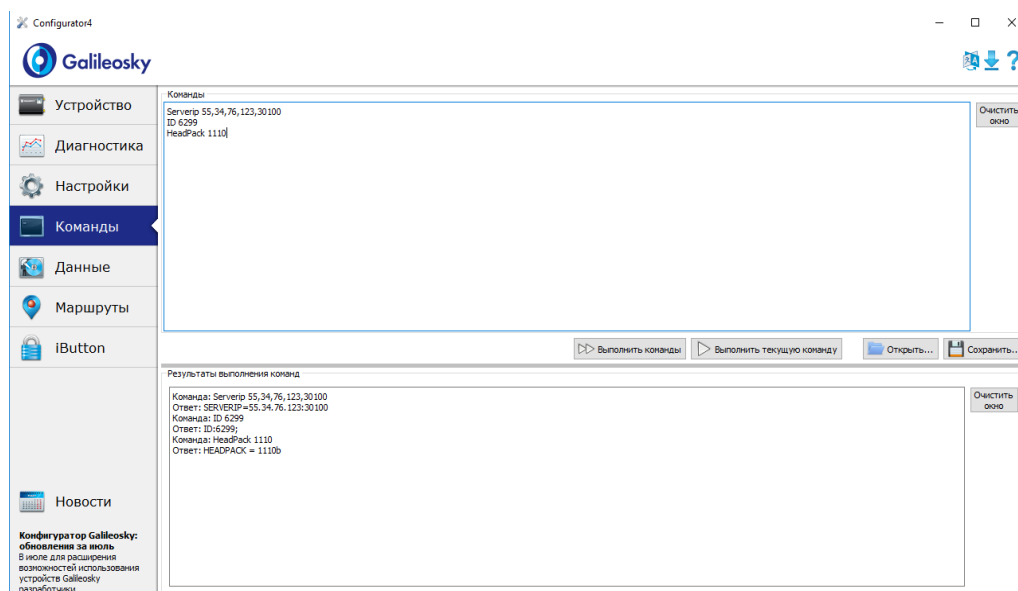 Configurator4
Galileosky
Устройство
Диагностика
Настройки
Команды
Данные
Маршруты
iButton
Новости
Конфигуратор Galileosky:
обновления за июль
В июле для расширения
возможностей использования
устройств Galileosky
разработчики
Команды
Serverip 55,34,76,123,30100
ID 6299
HeadPack 1110
Очистить
окно
Выполнить команды
Выполнить текущую команду
Открыть...
Сохранить..
Результаты выполнения команд
Команда: Serverip 55,34,76,123,30100
Ответ: SERVERIP=55.34.76.123:30100
Команда: ID 6299
Ответ: ID:6299;
Команда: HeadPack 1110
Ответ: HEADPACK = 1110b
Очистить
окно